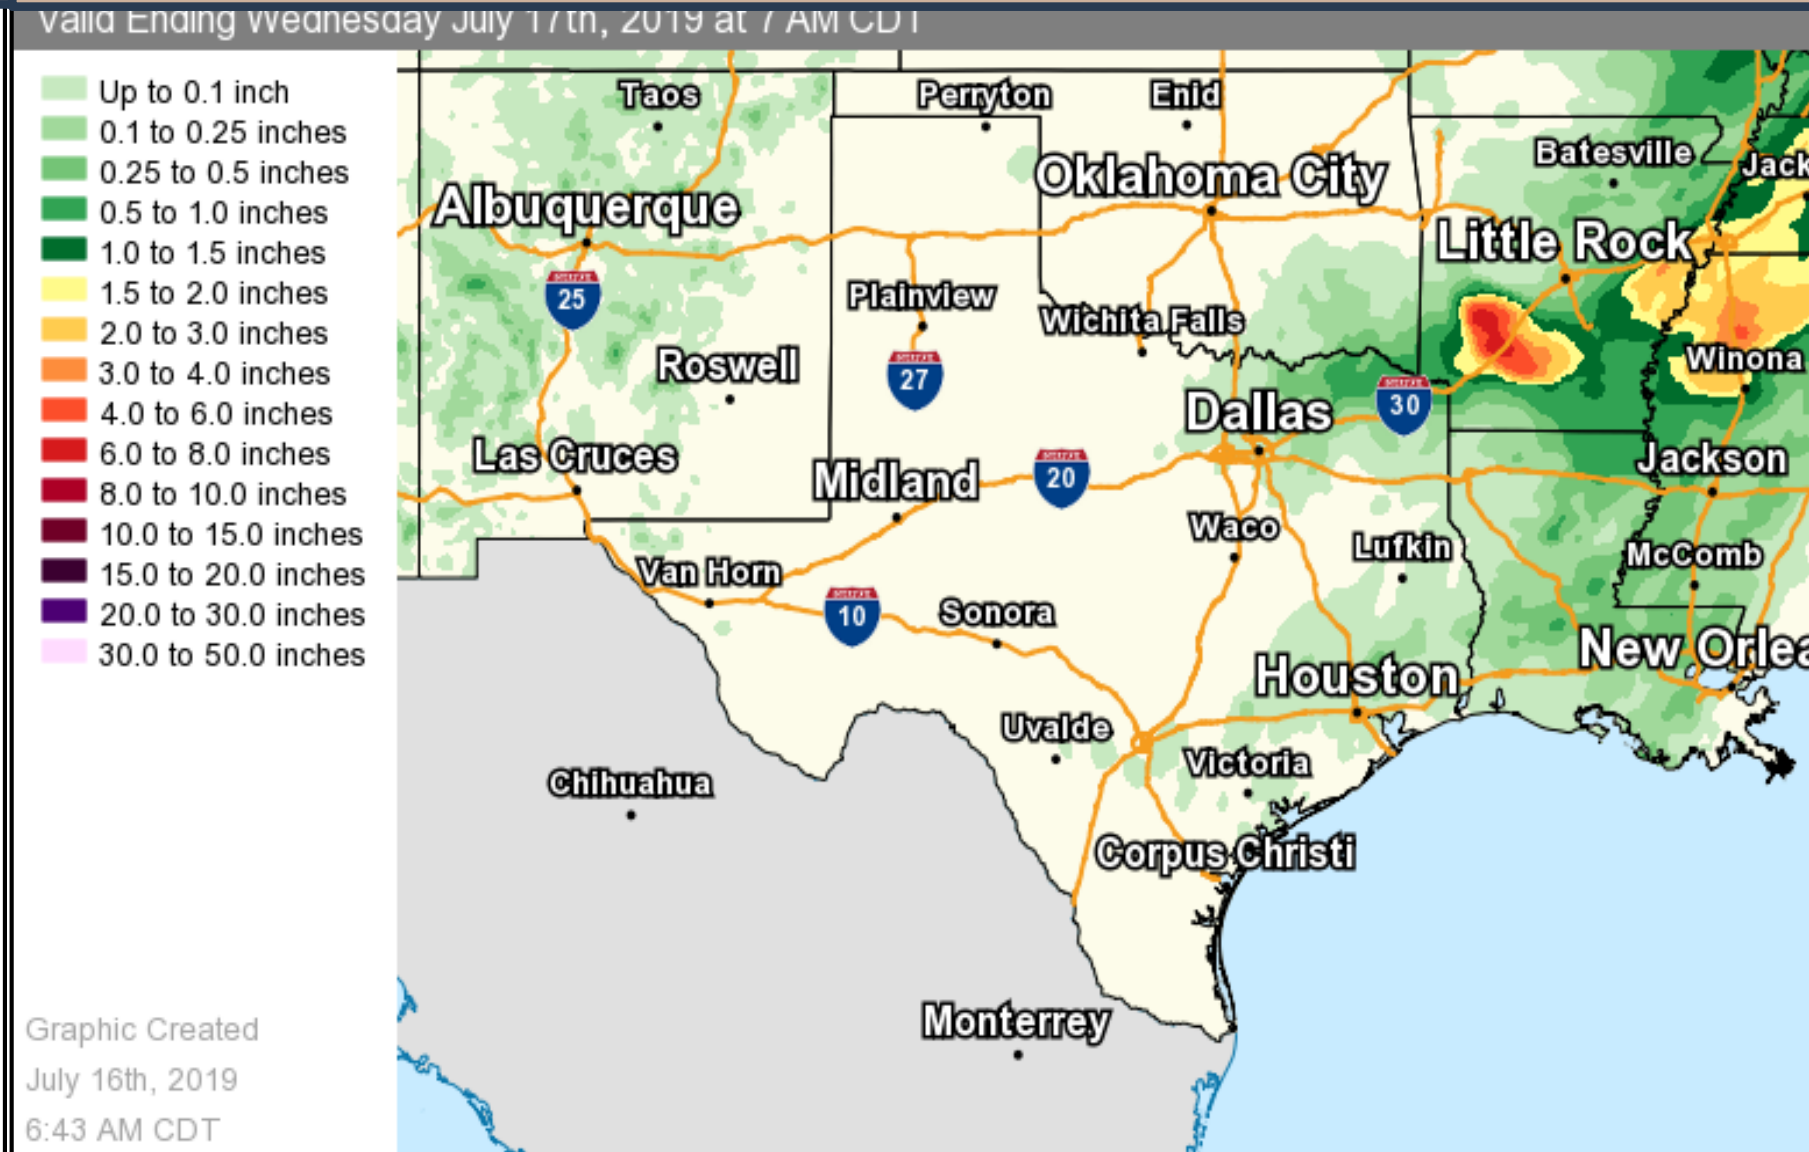 Valid Ending Wednesday July 17th, 2019 at 7 AM CDT
Up to 0.1 inch
0.1 to 0.25 inches
0.25 to 0.5 inches
0.5 to 1.0 inches
1.0 to 1.5 inches
1.5 to 2.0 inches
2.0 to 3.0 inches
3.0 to 4.0 inches
4.0 to 6.0 inches
6.0 to 8.0 inches
8.0 to 10.0 inches
10.0 to 15.0 inches
15.0 to 20.0 inches
20.0 to 30.0 inches
30.0 to 50.0 inches
Graphic Created
July 16th, 2019
6:43 AM CDT
Taos
Perryton
Enid
Batesville
Jack
Oklahoma City
Albuquerque
Little Rock
25
Plainview
Wichita Falls
Winona
Roswell
27
30
Dallas
Las Cruces
Midland
20
Jackson
Waco
Lufkin
McComb
Van Horn
10
Sonora
New Orlea
Houston
Uvalde
Victoria
Chihuahua
Corpus Christi
Monterrey